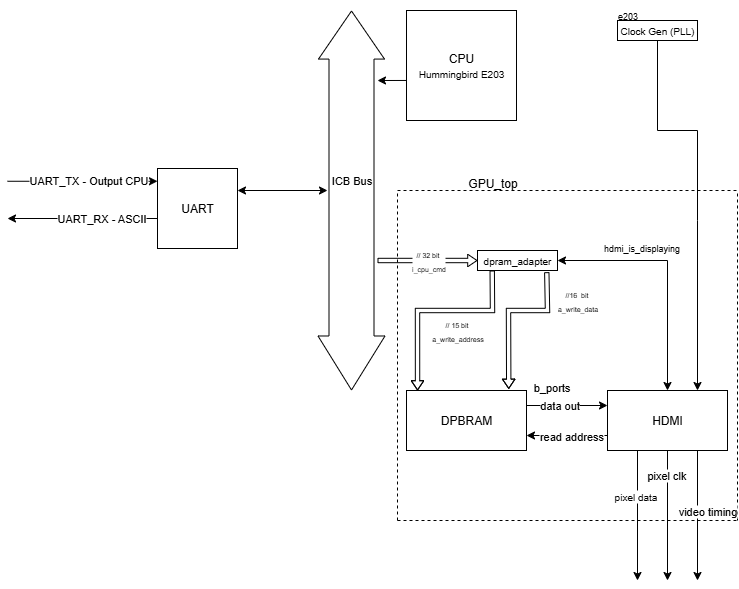 e203
Clock Gen (PLL)
CPU
Hummingbird E203
ICB Bus
UART_TX - Output CPU
UART_RX - ASCII
UART
GPU_top
hdmi_is_displaying
// 32 bit
i_cpu_cmd
dpram_adapter
//16 bit
a_write_data
// 15 bit
a_write_address
b_ports
data out
read address
DPBRAM
HDMI
pixel clk
pixel data
video timing